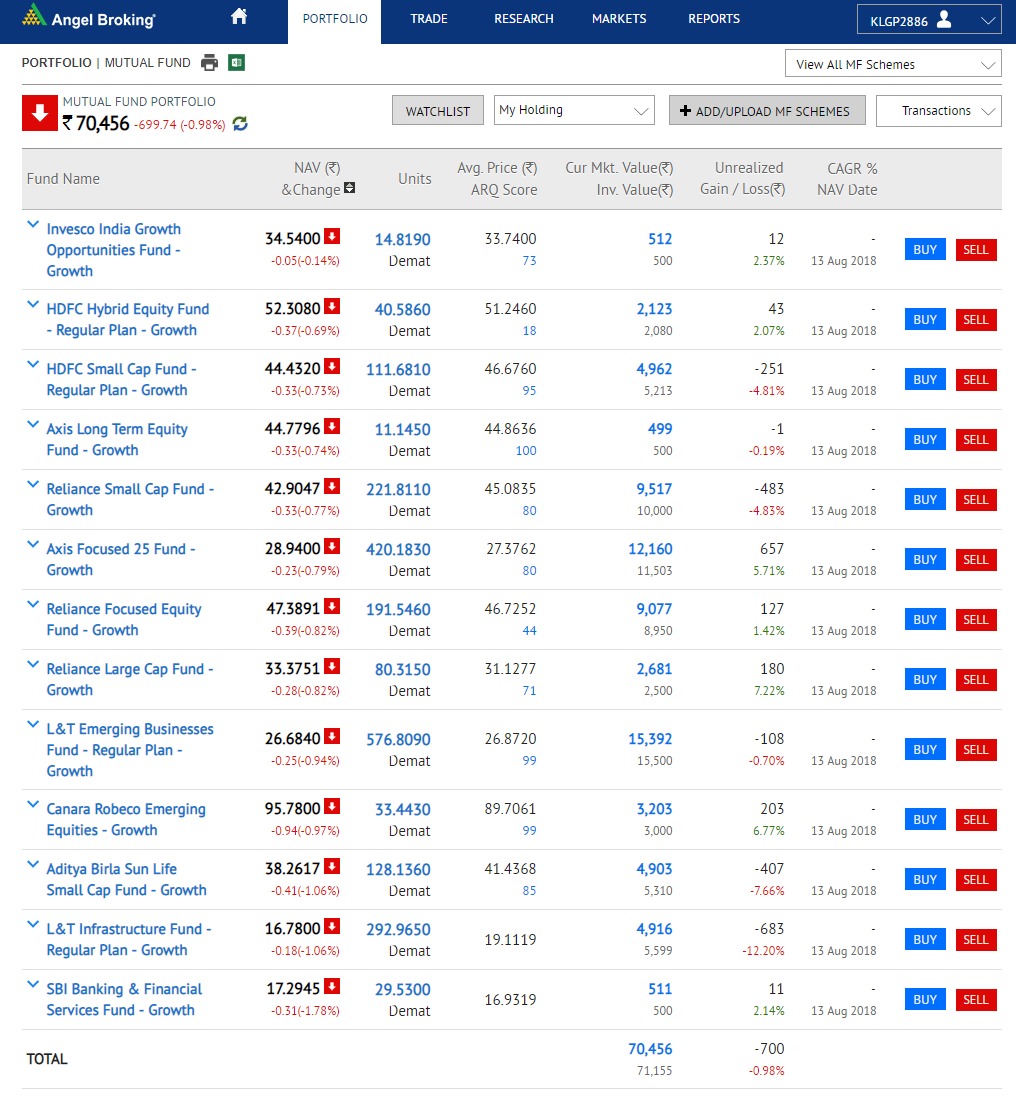 Angel Broking
PORTFOLIO TRADE RESEARCH MARKETS REPORTS KLGP2886
PORTFOLIO | MUTUAL FUND View All MF Schemes
MUTUAL FUND PORTFOLIO
₹ 70,456 -699.74 (-0.98%) WATCHLIST My Holding + ADD/UPLOAD MF SCHEMES Transactions
Fund Name NAV (₹) &Change Units Avg. Price (₹) ARQ Score Cur Mkt. Value(₹) Inv. Value(₹) Unrealized Gain / Loss(₹) CAGR % NAV Date
Invesco India Growth
Opportunities Fund -
Growth
34.5400 14.8190 33.7400 512 12 -
-0.05(-0.14%) Demat 73 500 2.37% 13 Aug 2018
BUY SELL
HDFC Hybrid Equity Fund 52.3080 40.5860 51.2460 2,123 43 -
- Regular Plan - Growth -0.37(-0.69%) Demat 18 2,080 2.07% 13 Aug 2018
BUY SELL
HDFC Small Cap Fund - 44.4320 111.6810 46.6760 4,962 -251 -
Regular Plan - Growth -0.33(-0.73%) Demat 95 5,213 -4.81% 13 Aug 2018
BUY SELL
Axis Long Term Equity 44.7796 11.1450 44.8636 499 -1 -
Fund - Growth -0.33(-0.74%) Demat 100 500 -0.19% 13 Aug 2018
BUY SELL
Reliance Small Cap Fund - 42.9047 221.8110 45.0835 9,517 -483 -
Growth -0.33(-0.77%) Demat 80 10,000 -4.83% 13 Aug 2018
BUY SELL
Axis Focused 25 Fund - 28.9400 420.1830 27.3762 12,160 657 -
Growth -0.23(-0.79%) Demat 80 11,503 5.71% 13 Aug 2018
BUY SELL
Reliance Focused Equity 47.3891 191.5460 46.7252 9,077 127 -
Fund - Growth -0.39(-0.82%) Demat 44 8,950 1.42% 13 Aug 2018
BUY SELL
Reliance Large Cap Fund - 33.3751 80.3150 31.1277 2,681 180 -
Growth -0.28(-0.82%) Demat 71 2,500 7.22% 13 Aug 2018
BUY SELL
L&T Emerging Businesses
Fund - Regular Plan -
Growth
26.6840 576.8090 26.8720 15,392 -108 -
-0.25(-0.94%) Demat 99 15,500 -0.70% 13 Aug 2018
BUY SELL
Canara Robeco Emerging 95.7800 33.4430 89.7061 3,203 203 -
Equities - Growth -0.94(-0.97%) Demat 99 3,000 6.77% 13 Aug 2018
BUY SELL
Aditya Birla Sun Life 38.2617 128.1360 41.4368 4,903 -407 -
Small Cap Fund - Growth -0.41(-1.06%) Demat 85 5,310 -7.66% 13 Aug 2018
BUY SELL
L&T Infrastructure Fund - 16.7800 292.9650 19.1119 4,916 -683 -
Regular Plan - Growth -0.18(-1.06%) Demat 5,599 -12.20% 13 Aug 2018
BUY SELL
SBI Banking & Financial 17.2945 29.5300 16.9319 511 11 -
Services Fund - Growth -0.31(-1.78%) Demat 500 2.14% 13 Aug 2018
BUY SELL
TOTAL 70,456 -700
71,155 -0.98%